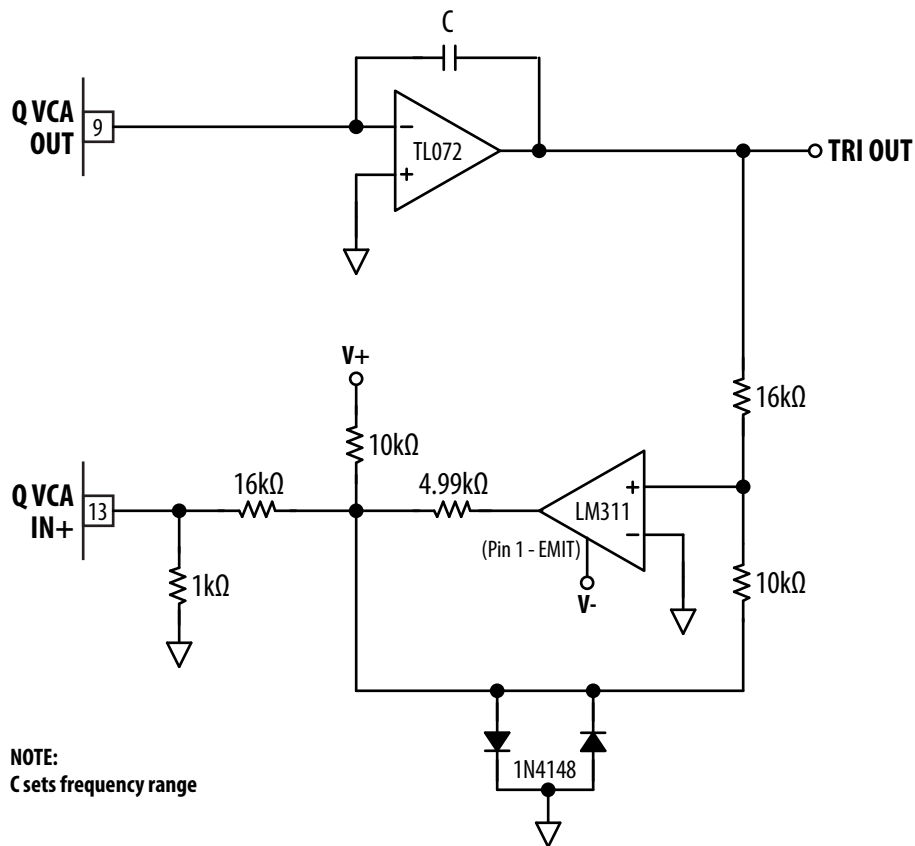 C
Q VCA
OUT
9
−
+
TL072
TRI OUT
V+
16kΩ
10kΩ
Q VCA
IN+
13
16kΩ
4.99kΩ
+
−
LM311
(Pin 1 - EMIT)
V-
1kΩ
10kΩ
NOTE:
C sets frequency range
1N4148